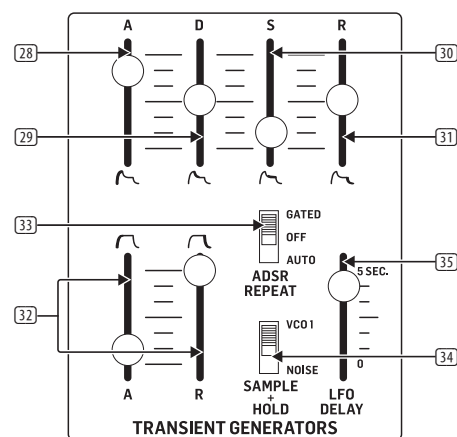 A D S R
28
30
29
31
33
GATED
OFF
AUTO
ADSR
REPEAT
35
5 SEC.
32
VCO 1
34
NOISE
0
A R
SAMPLE
+
HOLD
LFO
DELAY
TRANSIENT GENERATORS